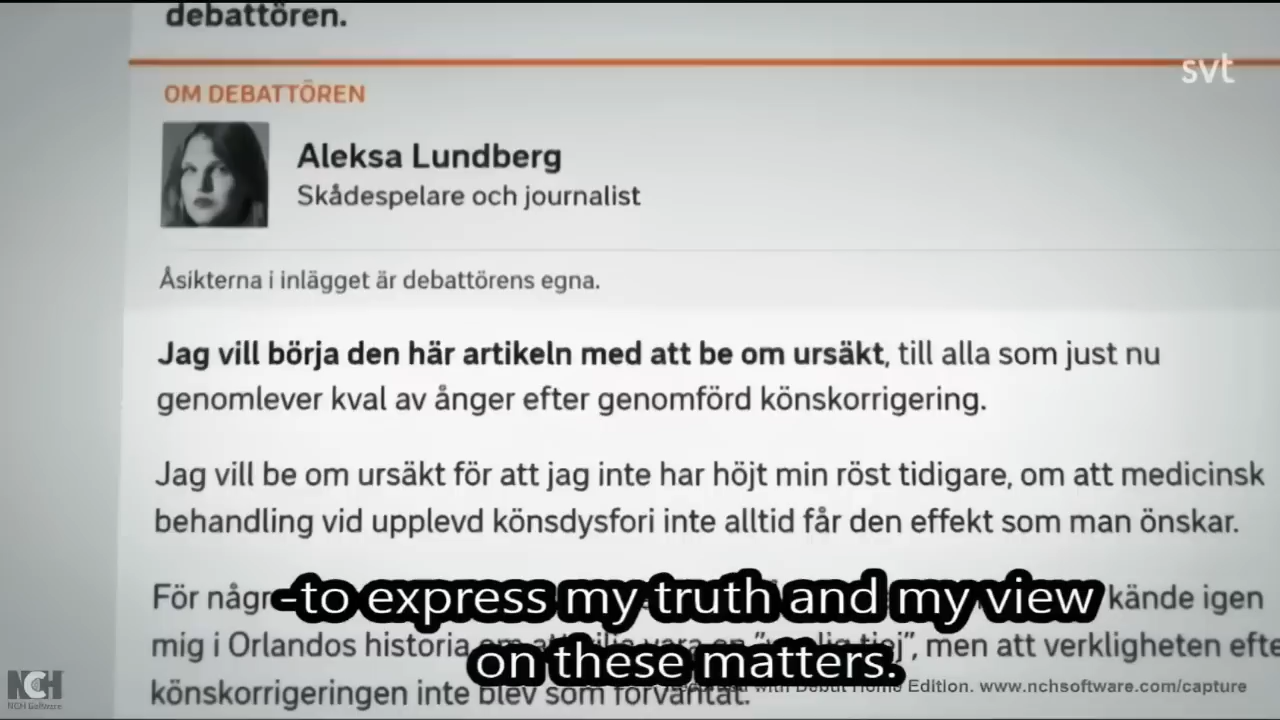 debattören.
svt
OM DEBATTÖREN
Aleksa Lundberg
Skådespelare och journalist
Åsikterna i inlägget är debattörens egna.
Jag vill börja den här artikeln med att be om ursäkt, till alla som just nu
genomlever kval av ånger efter genomförd könskorrigering.
Jag vill be om ursäkt för att jag inte har höjt min röst tidigare, om att medicinsk
behandling vid upplevd könsdysfori inte alltid får den effekt som man önskar.
För någr kände igen
-to express my truth and my view
mig i Orlandos historia men att verkligheten efte
on these matters.
könskorrigeringen inte blev som förväntat.
with Debut Home Edition. www.nchsoftware.com/capture
NCH
NCH Software